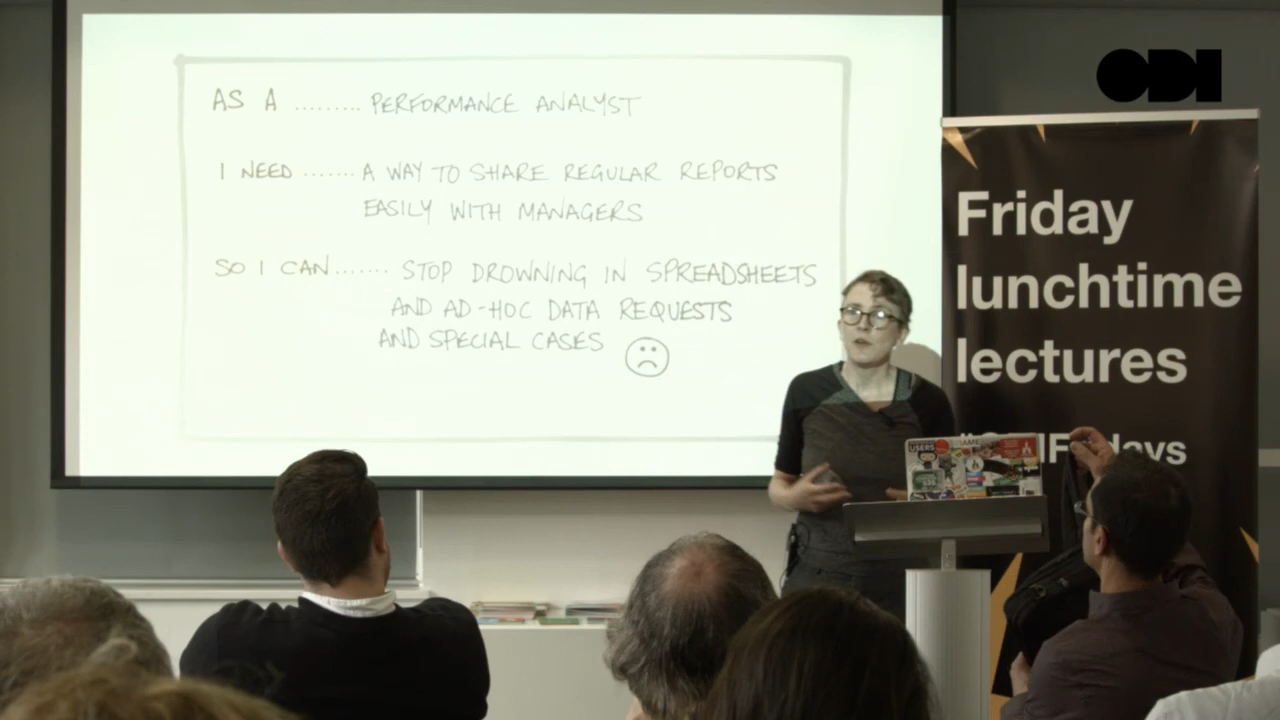 AS A ......... PERFORMANCE ANALYST
I NEED ....... A WAY TO SHARE REGULAR REPORTS
EASILY WITH MANAGERS
SO I CAN....... STOP DROWNING IN SPREADSHEETS
AND AD-HOC DATA REQUESTS
AND SPECIAL CASES
ODI
Friday
lunchtime
lectures
USERS